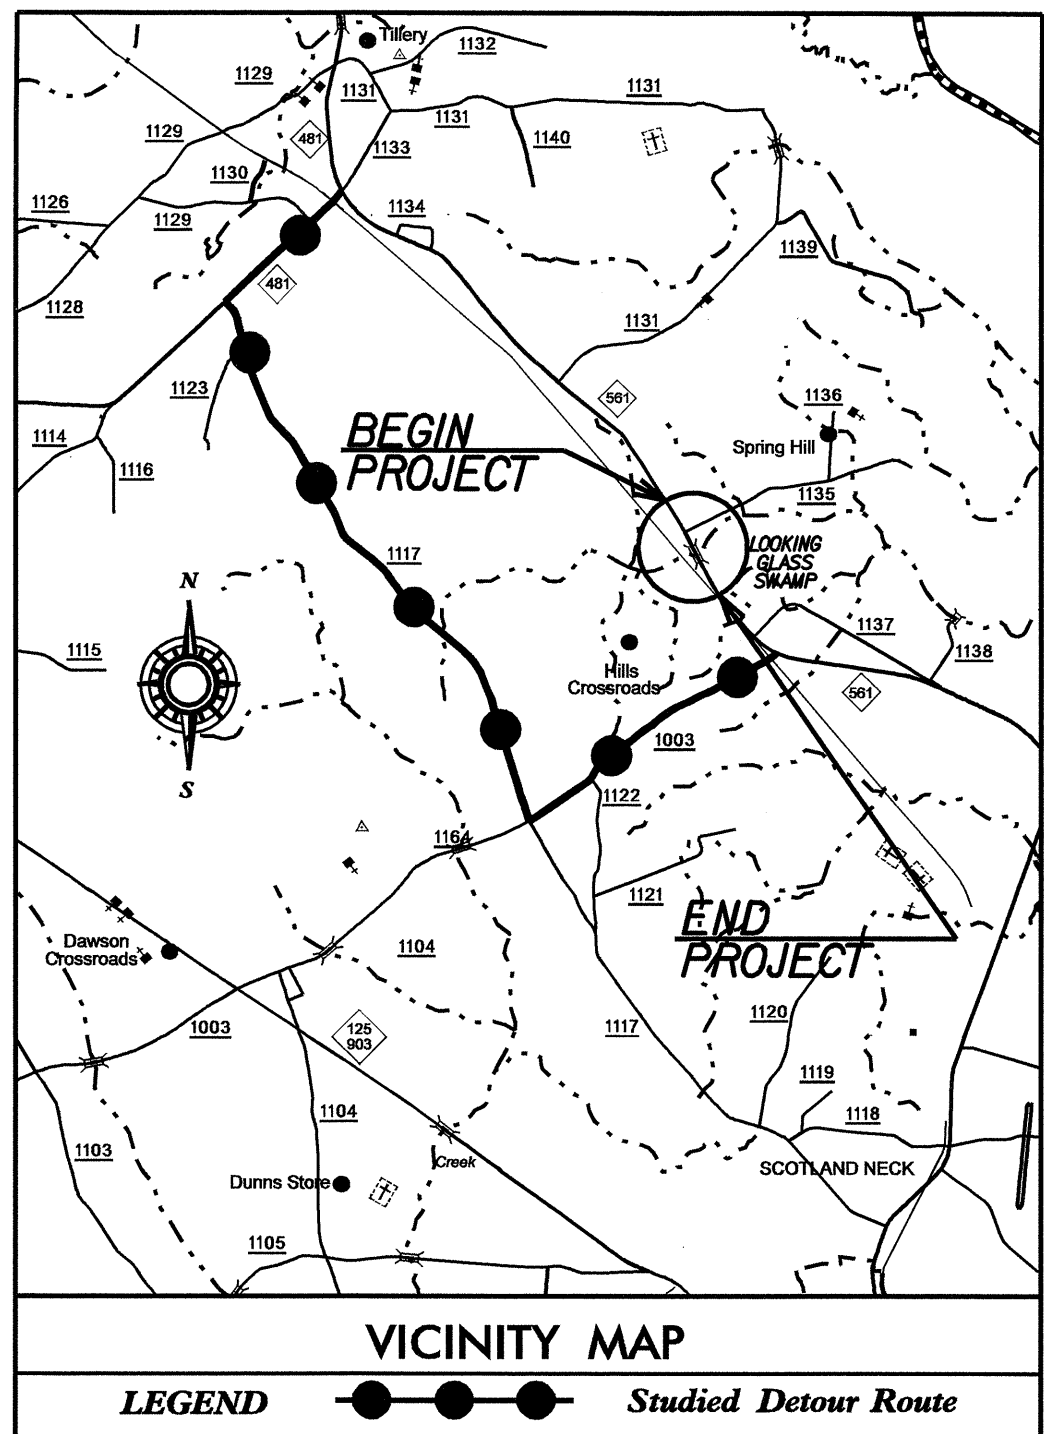 Tillery
1132
1129
1131
1131
1131
1129
481
1133
1140
1130
1126
1129
1134
1139
481
1128
1131
1123
561
1136
BEGIN
PROJECT
Spring Hill
1114
1116
1135
1117
LOOKING
GLASS
SWAMP
N
1137
1115
1138
Hills
Crossroads
561
1003
S
1122
1164
1121
END
PROJECT
Dawson
Crossroads
1104
1120
1003
125
903
1117
1119
1104
1118
1103
Creek
SCOTLAND NECK
Dunns Store
1105
VICINITY MAP
LEGEND
Studied Detour Route